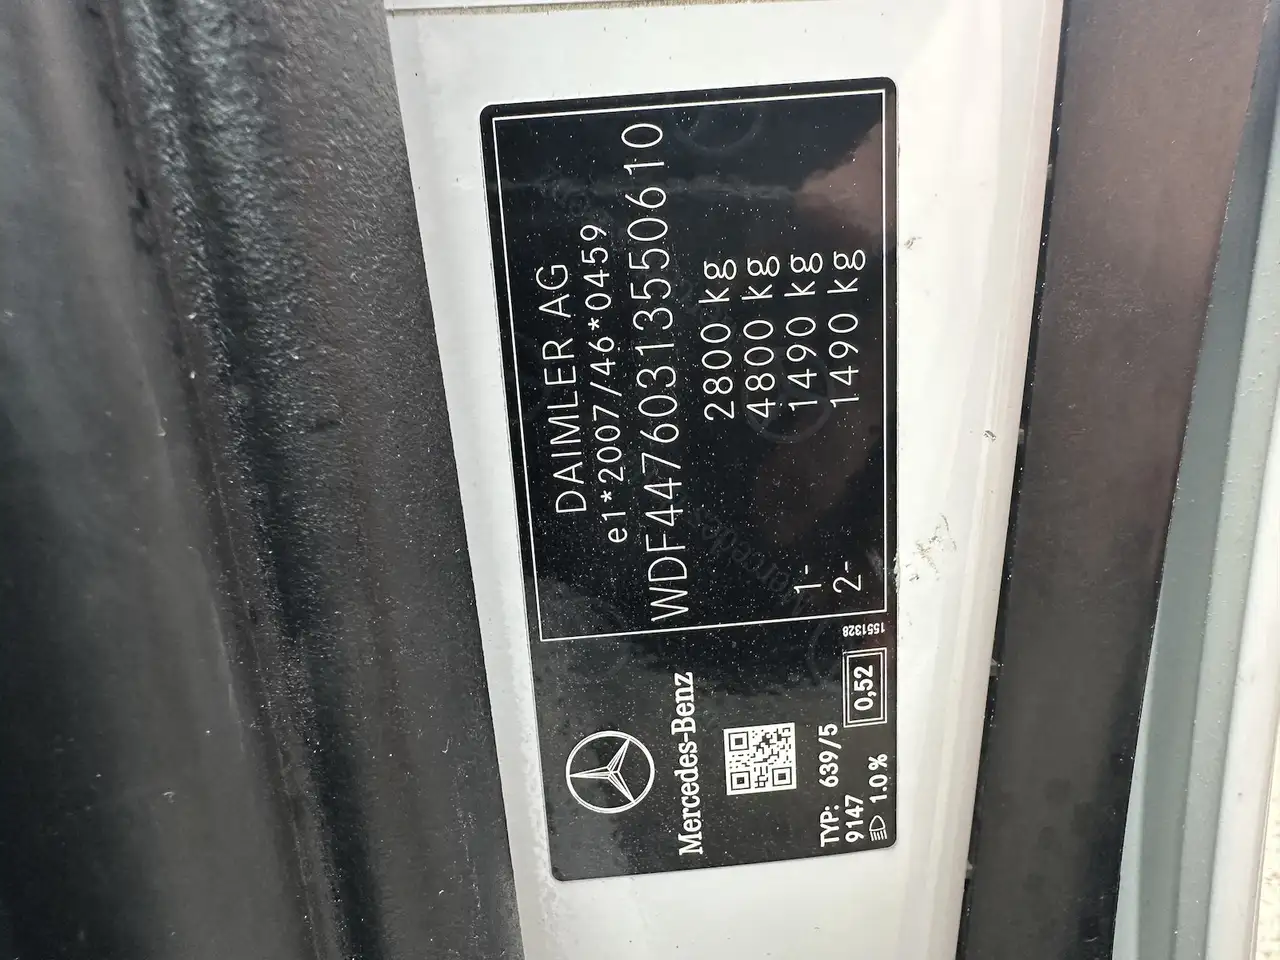 DAIMLER AG
e1*2007/46*0459
WDF44760313550610
2800 kg
4800 kg
1- 1490 kg
2- 1490 kg
1551328
Mercedes-Benz
TYP: 639/5
9147
1.0%
0,52